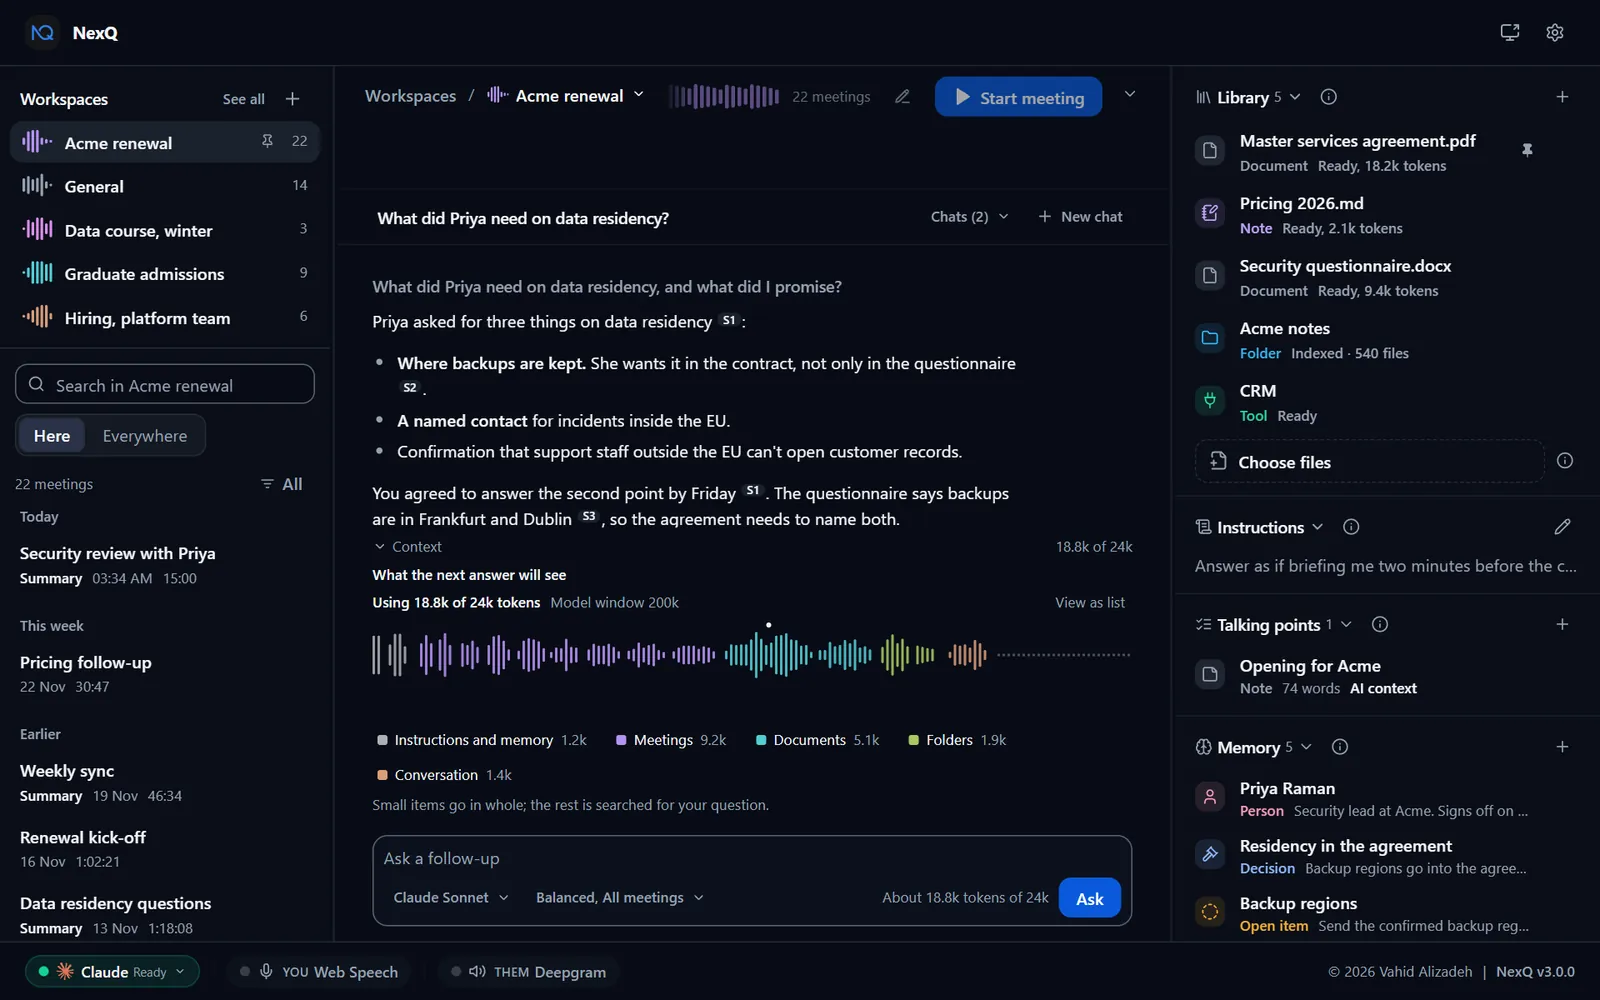 NexQ
Workspaces
See all
Acme renewal 22
General 14
Data course, winter 3
Graduate admissions 9
Hiring, platform team 6
Search in Acme renewal
Here Everywhere
22 meetings All
Today
Security review with Priya
Summary 03:34 AM 15:00
This week
Pricing follow-up
22 Nov 30:47
Earlier
Weekly sync
Summary 19 Nov 46:34
Renewal kick-off
16 Nov 1:02:21
Data residency questions
Summary 13 Nov 1:18:08
Workspaces / Acme renewal 22 meetings Start meeting
What did Priya need on data residency? Chats (2) New chat
What did Priya need on data residency, and what did I promise?
Priya asked for three things on data residency S1 :
• Where backups are kept. She wants it in the contract, not only in the questionnaire
S2 .
• A named contact for incidents inside the EU.
• Confirmation that support staff outside the EU can't open customer records.
You agreed to answer the second point by Friday S1 . The questionnaire says backups
are in Frankfurt and Dublin S3 , so the agreement needs to name both.
Context 18.8k of 24k
What the next answer will see
Using 18.8k of 24k tokens Model window 200k View as list
Instructions and memory 1.2k Meetings 9.2k Documents 5.1k Folders 1.9k
Conversation 1.4k
Small items go in whole; the rest is searched for your question.
Ask a follow-up
Claude Sonnet Balanced, All meetings About 18.8k tokens of 24k Ask
Library 5
Master services agreement.pdf
Document Ready, 18.2k tokens
Pricing 2026.md
Note Ready, 2.1k tokens
Security questionnaire.docx
Document Ready, 9.4k tokens
Acme notes
Folder Indexed · 540 files
CRM
Tool Ready
Choose files
Instructions
Answer as if briefing me two minutes before the c...
Talking points 1
Opening for Acme
Note 74 words AI context
Memory 5
Priya Raman
Person Security lead at Acme. Signs off on ...
Residency in the agreement
Decision Backup regions go into the agree...
Backup regions
Open item Send the confirmed backup reg...
Claude Ready YOU Web Speech THEM Deepgram
© 2026 Vahid Alizadeh | NexQ v3.0.0